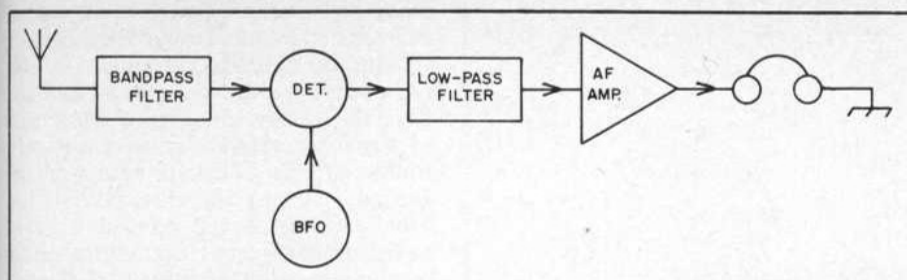 BANDPASS
FILTER
DET.
LOW-PASS
FILTER
AF
AMP.
BFO